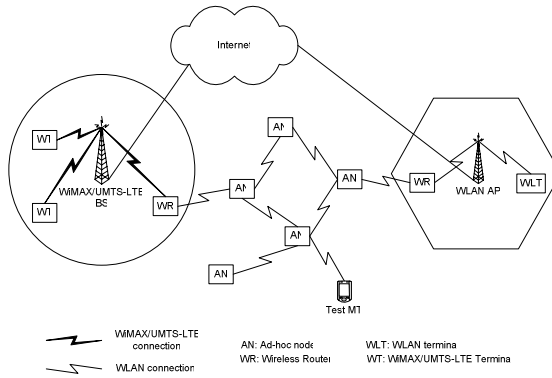 Internet
AN
WT
WiMAX/UMTS-LTE
BS
WT
WR
AN
AN
WR
WLAN AP
WLT
AN
AN
Test MT
WiMAX/UMTS-LTE
connection
WLAN connection
AN: Ad-hoc node
WR: Wireless Router
WLT: WLAN termina
WT: WiMAX/UMTS-LTE Termina